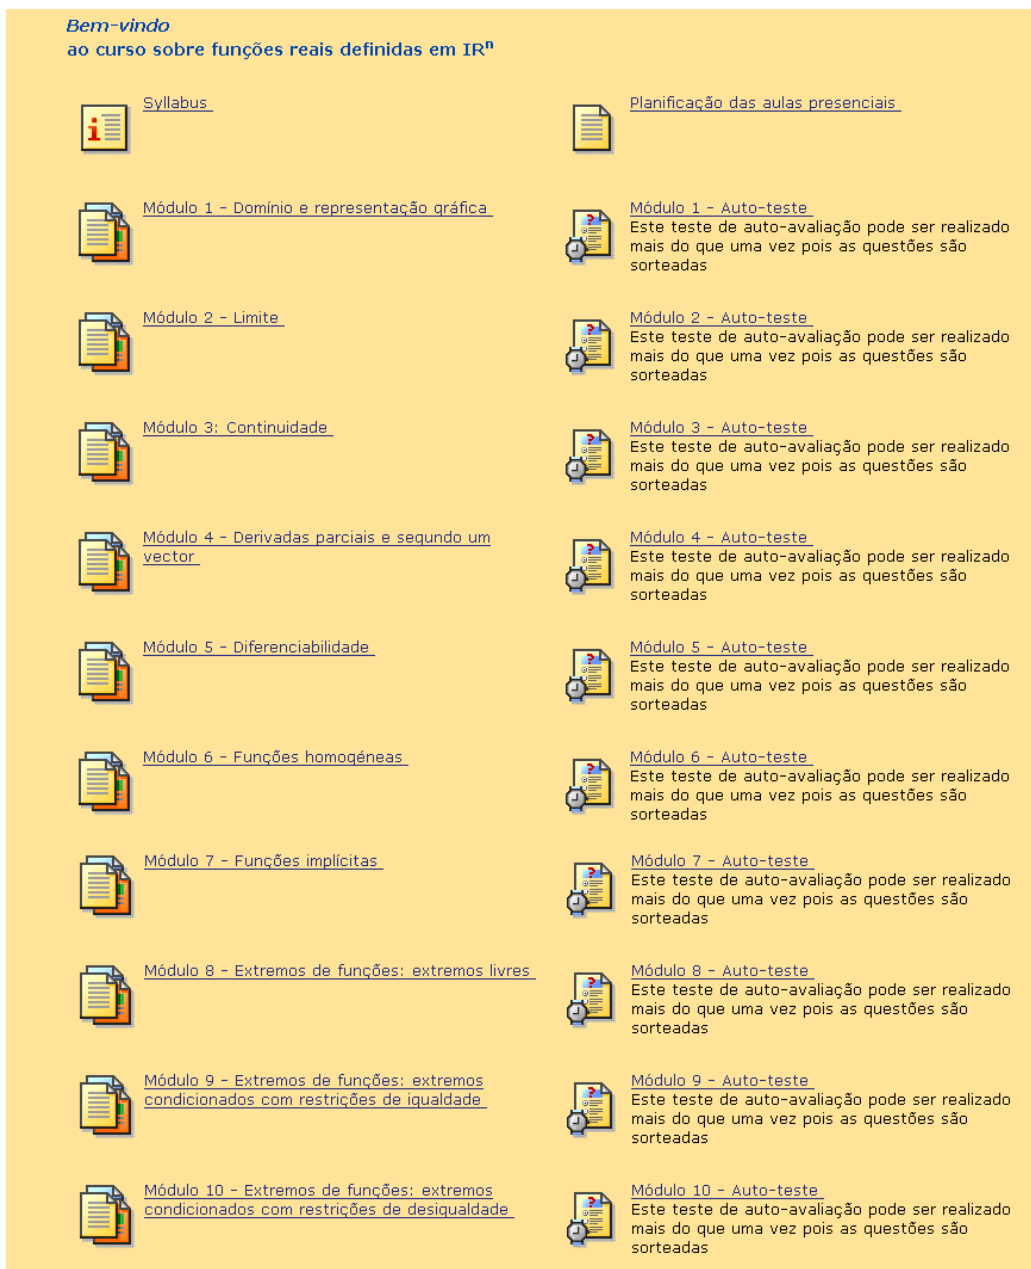 Bem-vindo
ao curso sobre funções reais definidas em IRⁿ
Syllabus
Planificação das aulas presenciais
Módulo 1 - Domínio e representação gráfica
Módulo 1 - Auto-teste
Este teste de auto-avaliação pode ser realizado
mais do que uma vez pois as questões são
sorteadas
Módulo 2 - Limite
Módulo 2 - Auto-teste
Este teste de auto-avaliação pode ser realizado
mais do que uma vez pois as questões são
sorteadas
Módulo 3: Continuidade
Módulo 3 - Auto-teste
Este teste de auto-avaliação pode ser realizado
mais do que uma vez pois as questões são
sorteadas
Módulo 4 - Derivadas parciais e segundo um
vector
Módulo 4 - Auto-teste
Este teste de auto-avaliação pode ser realizado
mais do que uma vez pois as questões são
sorteadas
Módulo 5 - Diferenciabilidade
Módulo 5 - Auto-teste
Este teste de auto-avaliação pode ser realizado
mais do que uma vez pois as questões são
sorteadas
Módulo 6 - Funções homogéneas
Módulo 6 - Auto-teste
Este teste de auto-avaliação pode ser realizado
mais do que uma vez pois as questões são
sorteadas
Módulo 7 - Funções implícitas
Módulo 7 - Auto-teste
Este teste de auto-avaliação pode ser realizado
mais do que uma vez pois as questões são
sorteadas
Módulo 8 - Extremos de funções: extremos livres
Módulo 8 - Auto-teste
Este teste de auto-avaliação pode ser realizado
mais do que uma vez pois as questões são
sorteadas
Módulo 9 - Extremos de funções: extremos
condicionados com restrições de igualdade
Módulo 9 - Auto-teste
Este teste de auto-avaliação pode ser realizado
mais do que uma vez pois as questões são
sorteadas
Módulo 10 - Extremos de funções: extremos
condicionados com restrições de desigualdade
Módulo 10 - Auto-teste
Este teste de auto-avaliação pode ser realizado
mais do que uma vez pois as questões são
sorteadas